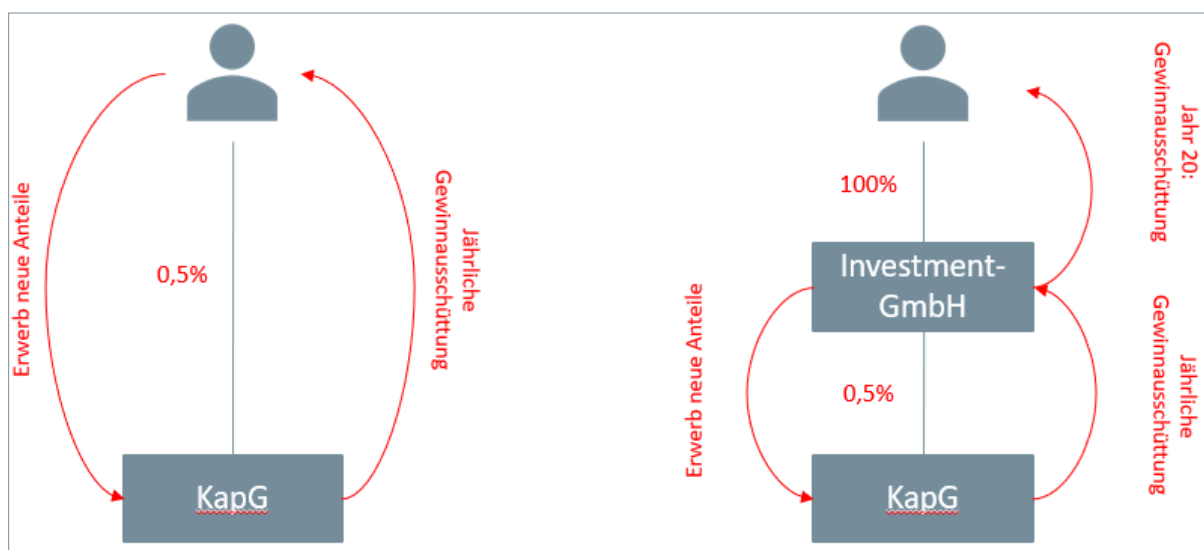 Erwerb neue Anteile
0,5%
Jährliche
Gewinnausschüttung
KapG
Jahr 20:
Gewinnausschüttung
100%
Investment-
GmbH
Erwerb neue Anteile
0,5%
Jährliche
Gewinnausschüttung
KapG